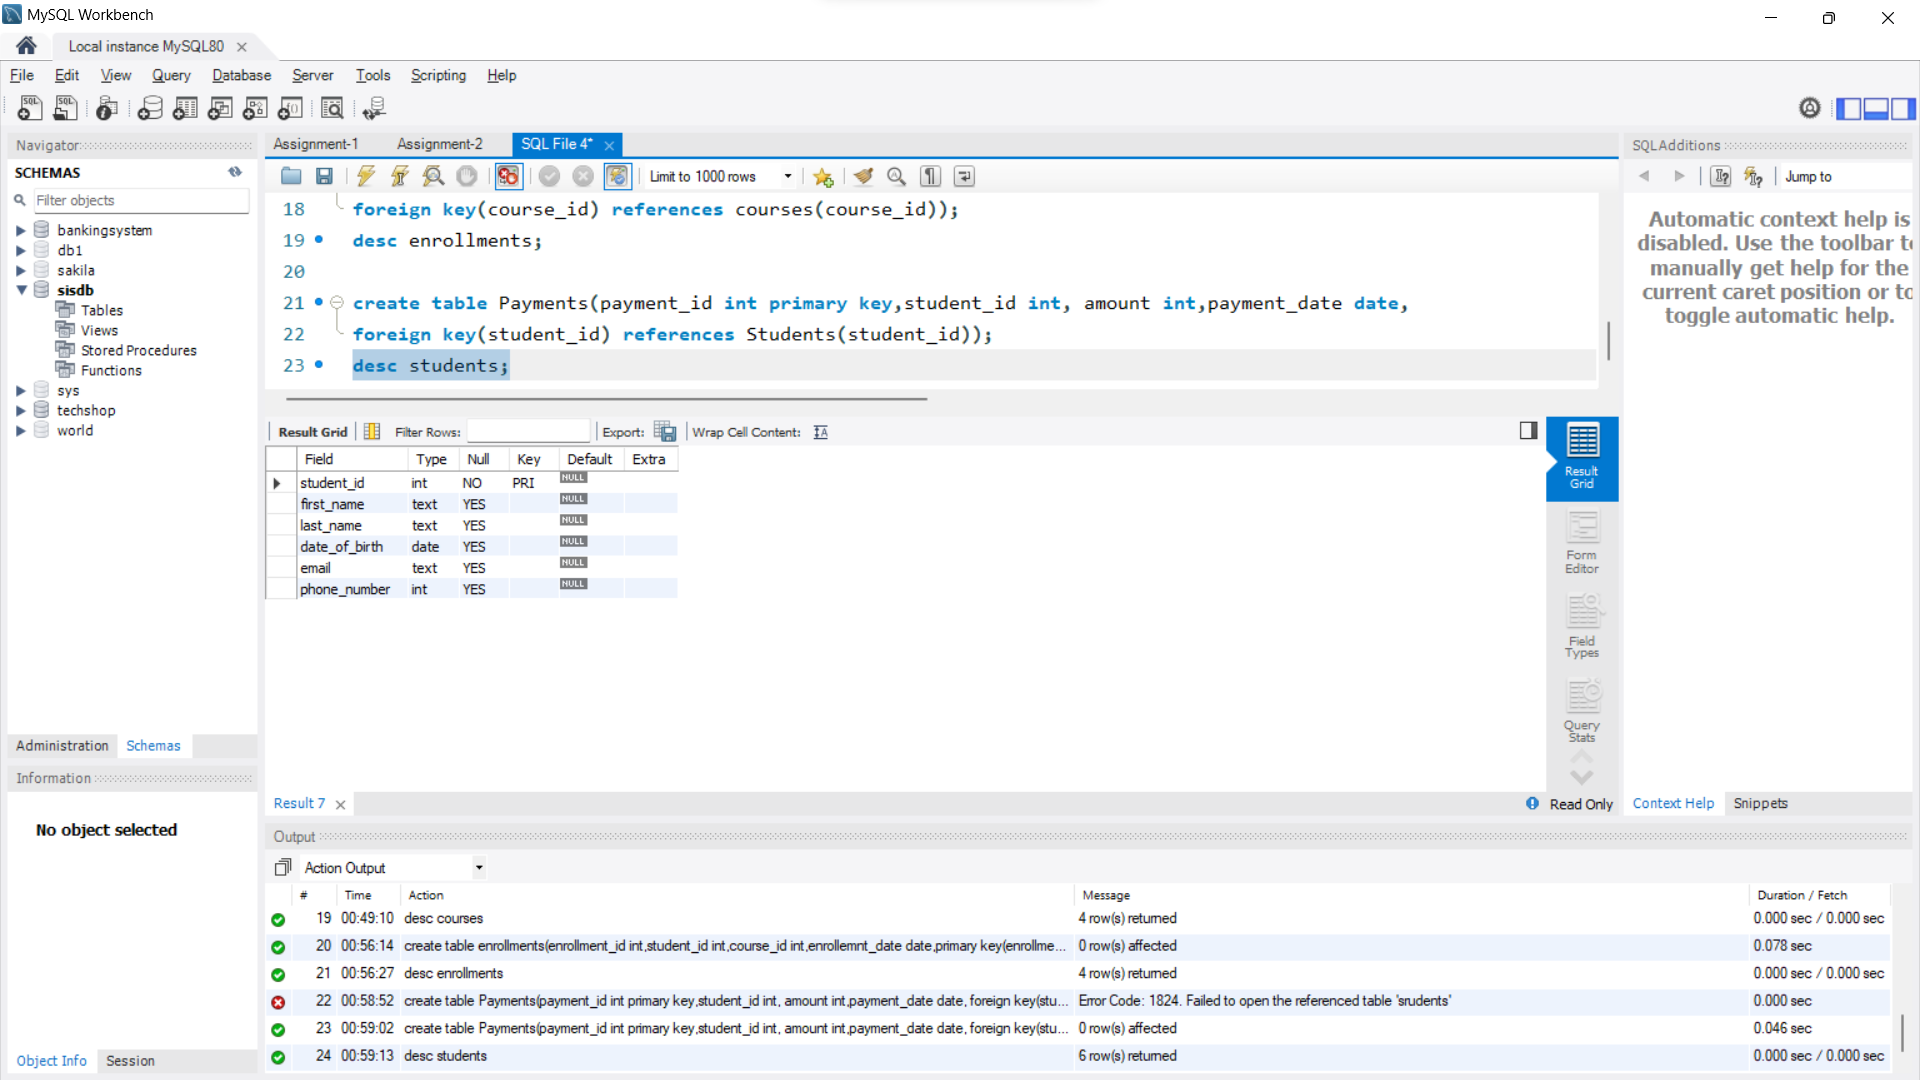 MySQL Workbench
Local instance MySQL80
File Edit View Query Database Server Tools Scripting Help
Navigator
SCHEMAS
Filter objects
bankingsystem
db1
sakila
sisdb
Tables
Views
Stored Procedures
Functions
sys
techshop
world
Administration Schemas
Information
No object selected
Object Info Session
Assignment-1 Assignment-2 SQL File 4*
Limit to 1000 rows
18 foreign key(course_id) references courses(course_id));
19 desc enrollments;
20
21 create table Payments(payment_id int primary key,student_id int, amount int,payment_date date,
22 foreign key(student_id) references Students(student_id));
23 desc students;
Result Grid Filter Rows: Export: Wrap Cell Content:
Field Type Null Key Default Extra
student_id int NO PRI NULL
first_name text YES NULL
last_name text YES NULL
date_of_birth date YES NULL
email text YES NULL
phone_number int YES NULL
Result Grid
Form Editor
Field Types
Query Stats
Result 7 Read Only
SQLAdditions
Jump to
Automatic context help is
disabled. Use the toolbar to
manually get help for the
current caret position or to
toggle automatic help.
Context Help Snippets
Output
Action Output
# Time Action Message Duration / Fetch
19 00:49:10 desc courses 4 row(s) returned 0.000 sec / 0.000 sec
20 00:56:14 create table enrollments(enrollment_id int,student_id int,course_id int,enrollemnt_date date,primary key(enrollme... 0 row(s) affected 0.078 sec
21 00:56:27 desc enrollments 4 row(s) returned 0.000 sec / 0.000 sec
22 00:58:52 create table Payments(payment_id int primary key,student_id int, amount int,payment_date date, foreign key(stu... Error Code: 1824. Failed to open the referenced table 'srudents' 0.000 sec
23 00:59:02 create table Payments(payment_id int primary key,student_id int, amount int,payment_date date, foreign key(stu... 0 row(s) affected 0.046 sec
24 00:59:13 desc students 6 row(s) returned 0.000 sec / 0.000 sec